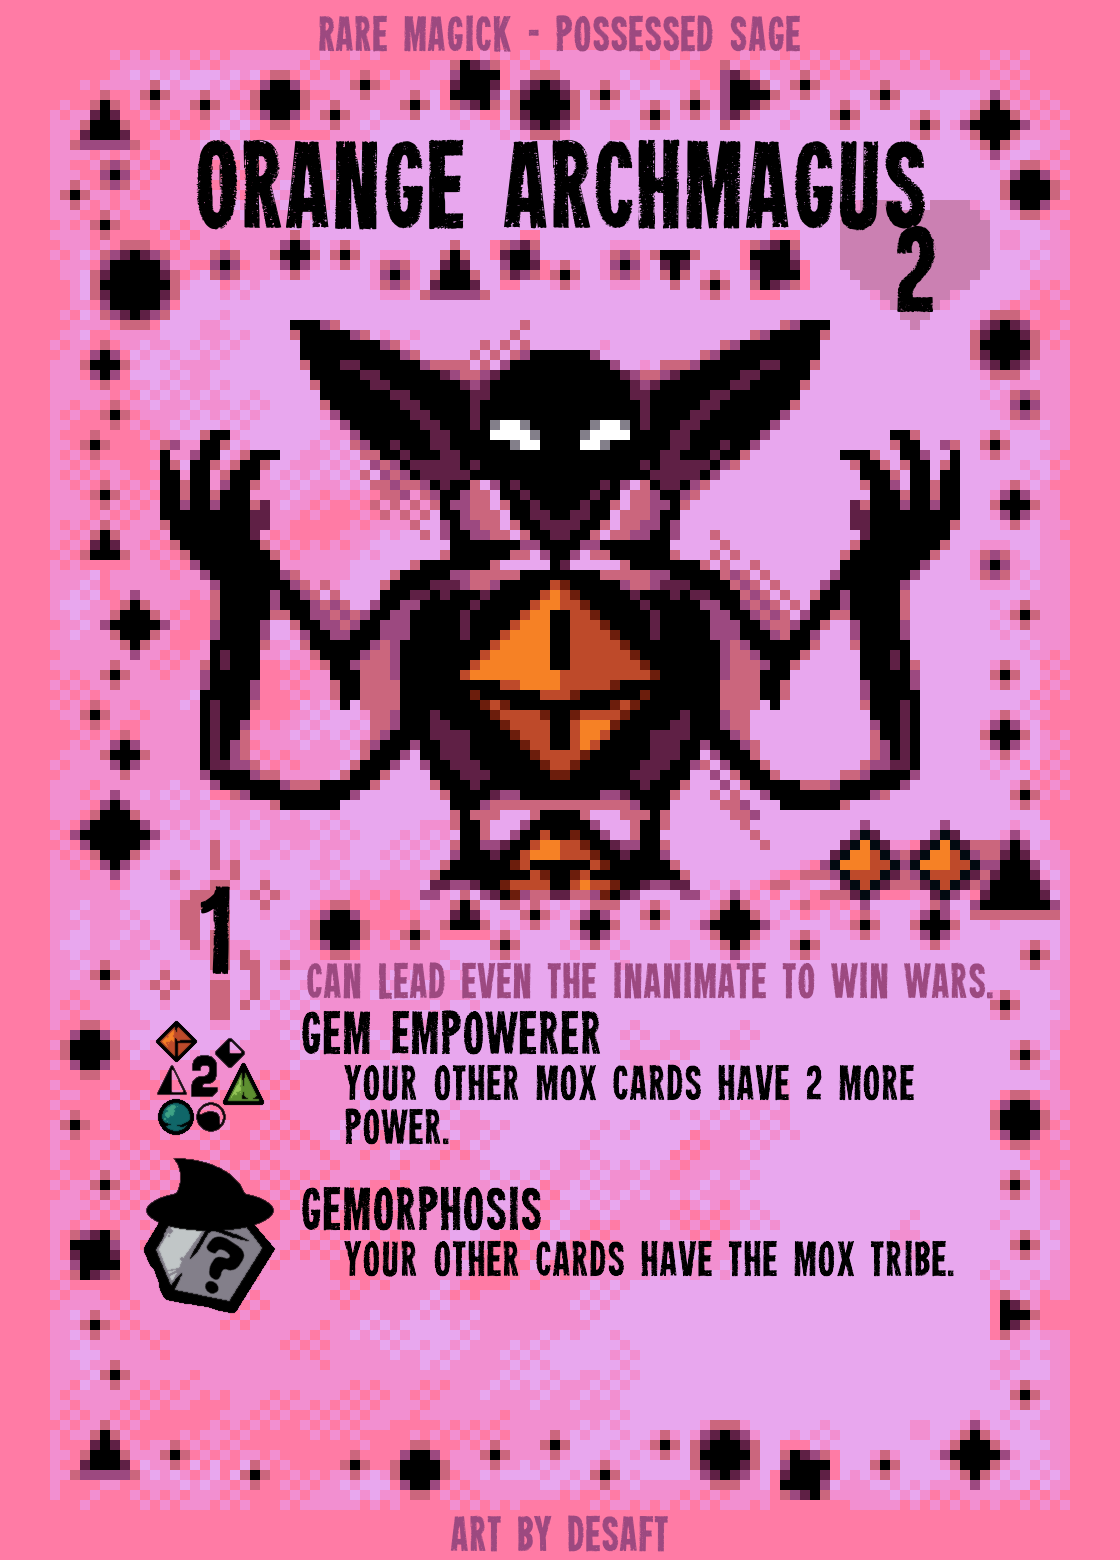 RARE MAGICK - POSSESSED SAGE
ORANGE ARCHMAGUS
2
1
CAN LEAD EVEN THE INANIMATE TO WIN WARS.
GEM EMPOWERER
2
YOUR OTHER MOX CARDS HAVE 2 MORE
POWER.
GEMORPHOSIS
?
YOUR OTHER CARDS HAVE THE MOX TRIBE.
ART BY DESAFT